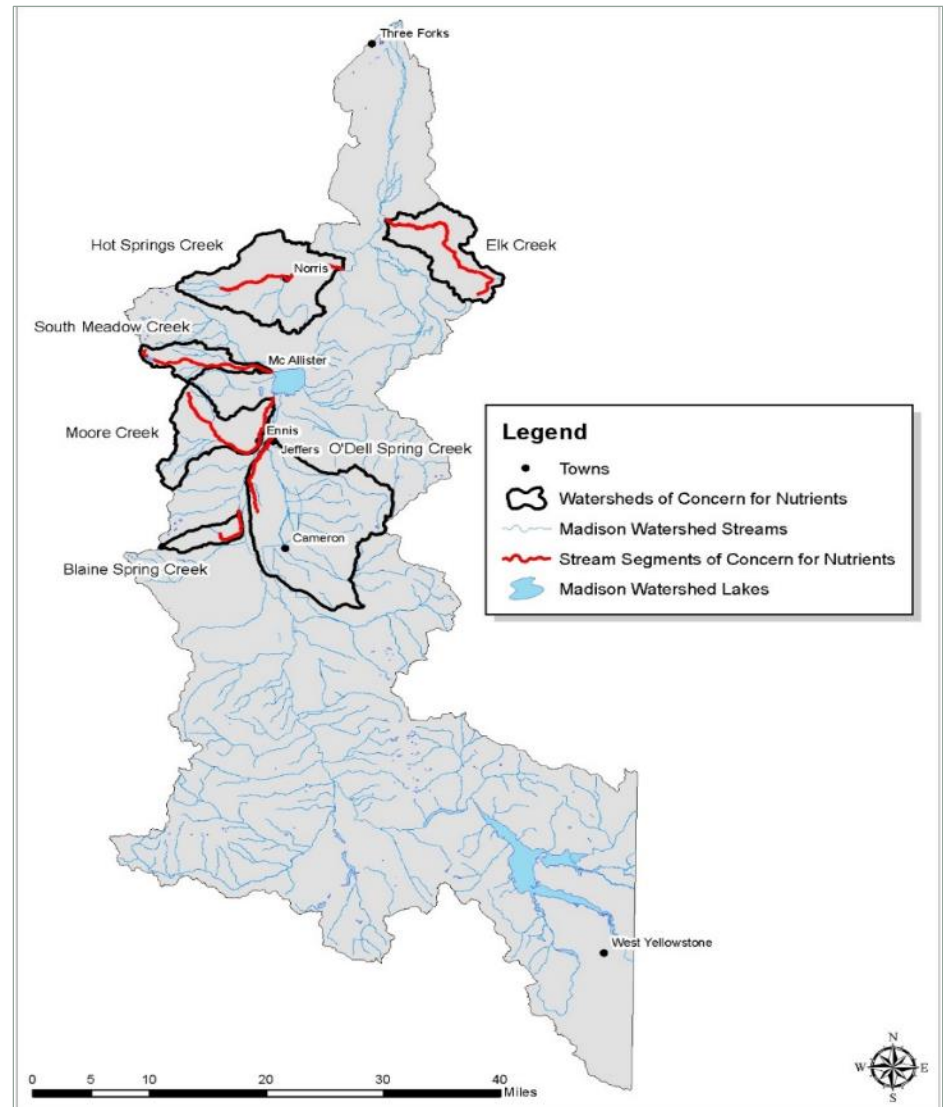 Three Forks
Hot Springs Creek
Elk Creek
Norris
South Meadow Creek
Mc Allister
Moore Creek
Ennis
Jeffers
O'Dell Spring Creek
Cameron
Blaine Spring Creek
Legend
Towns
Watersheds of Concern for Nutrients
Madison Watershed Streams
Stream Segments of Concern for Nutrients
Madison Watershed Lakes
West Yellowstone
N
W
E
S
0 5 10 20 30 40
Miles